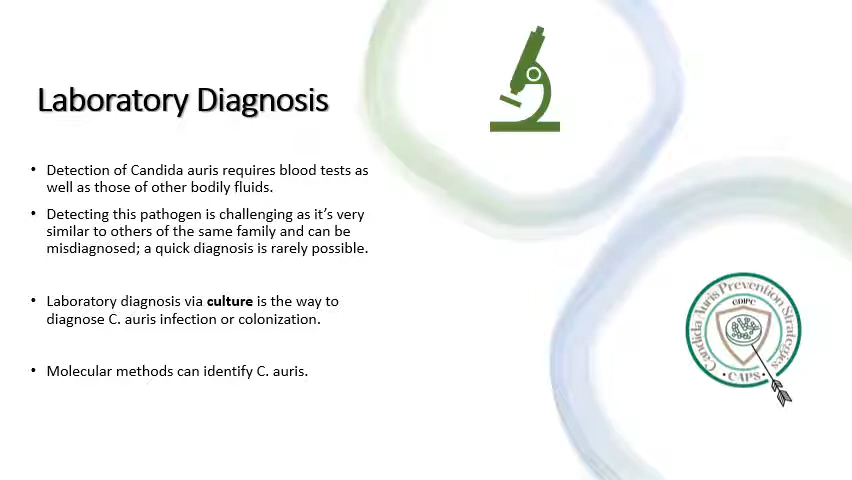 Laboratory Diagnosis
• Detection of Candida auris requires blood tests as
well as those of other bodily fluids.
• Detecting this pathogen is challenging as it’s very
similar to others of the same family and can be
misdiagnosed; a quick diagnosis is rarely possible.
• Laboratory diagnosis via culture is the way to
diagnose C. auris infection or colonization.
• Molecular methods can identify C. auris.
Candida Auris Prevention Strategies
GDIPC
• CAPS •